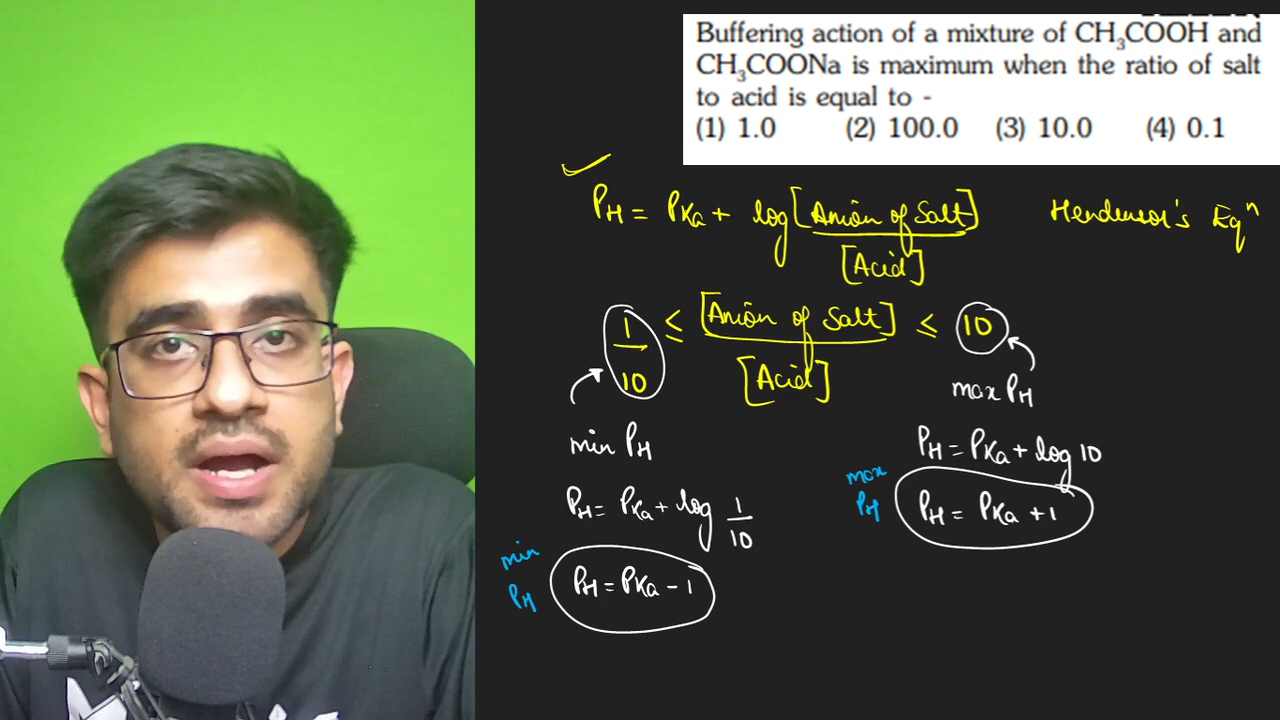 Buffering action of a mixture of CH₃COOH and
CH₃COONa is maximum when the ratio of salt
to acid is equal to -
(1) 1.0 (2) 100.0 (3) 10.0 (4) 0.1
PH = PKa + log [Anion of Salt] Henderson's Eqⁿ
[Acid]
1/10 ≤ [Anion of Salt] ≤ 10
[Acid]
max PH
min PH
PH = PKa + log 10
max
PH
PH = PKa + 1
PH = PKa + log 1/10
min
PH
PH = PKa - 1